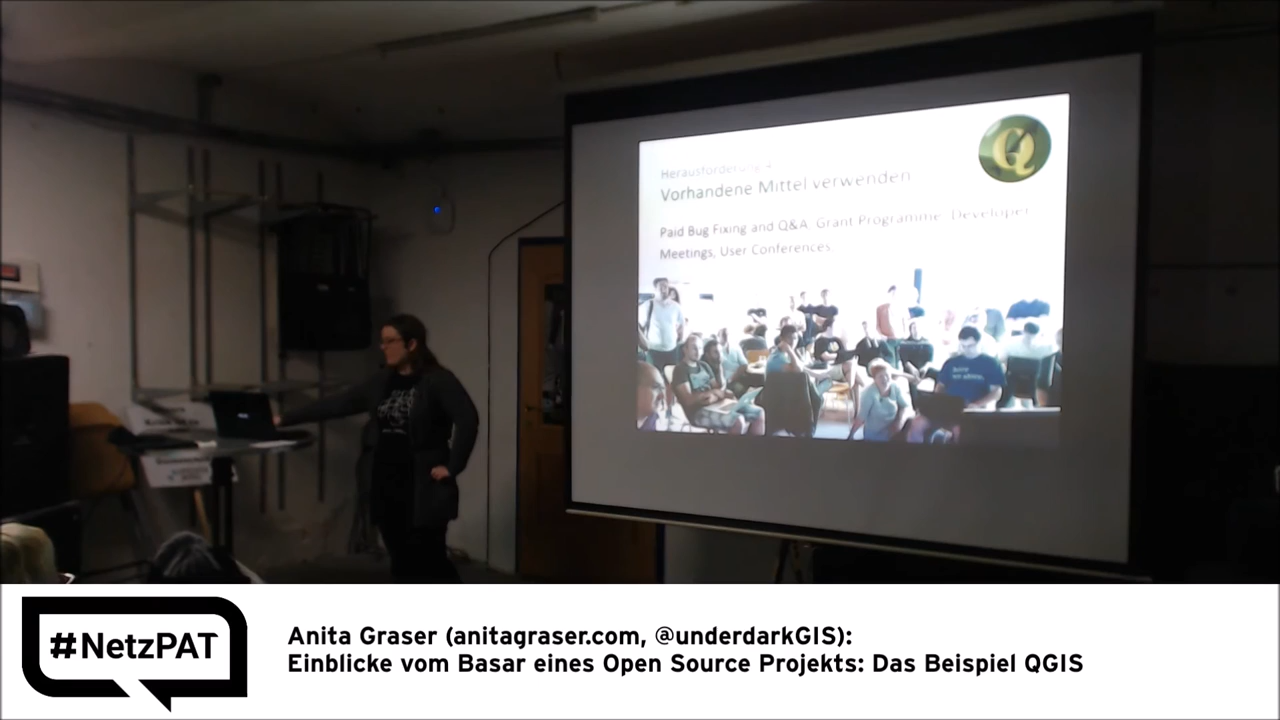 Herausforderung 4
Vorhandene Mittel verwenden
Paid Bug Fixing and Q&A, Grant Programme, Developer
Meetings, User Conferences
#NetzPAT
Anita Graser (anitagraser.com, @underdarkGIS):
Einblicke vom Basar eines Open Source Projekts: Das Beispiel QGIS